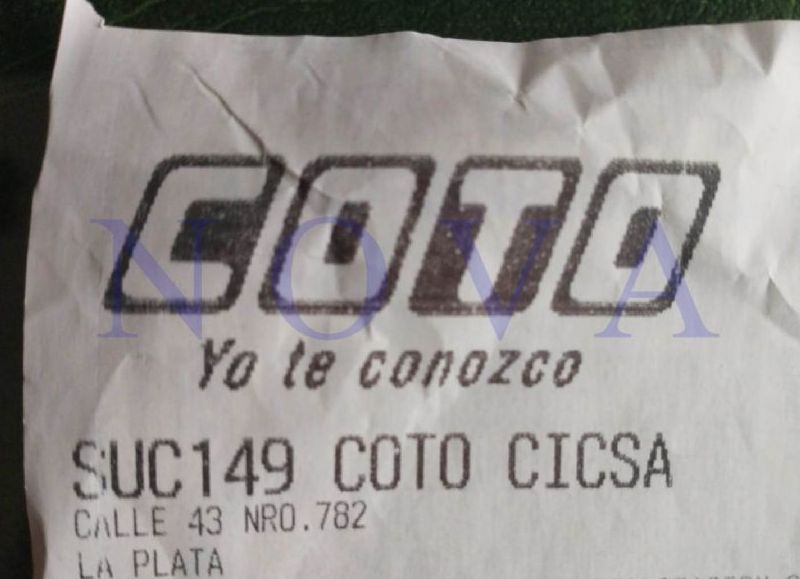 COTO
NOVA
Yo te conozco
SUC149 COTO CICSA
CALLE 43 NRO.782
LA PLATA